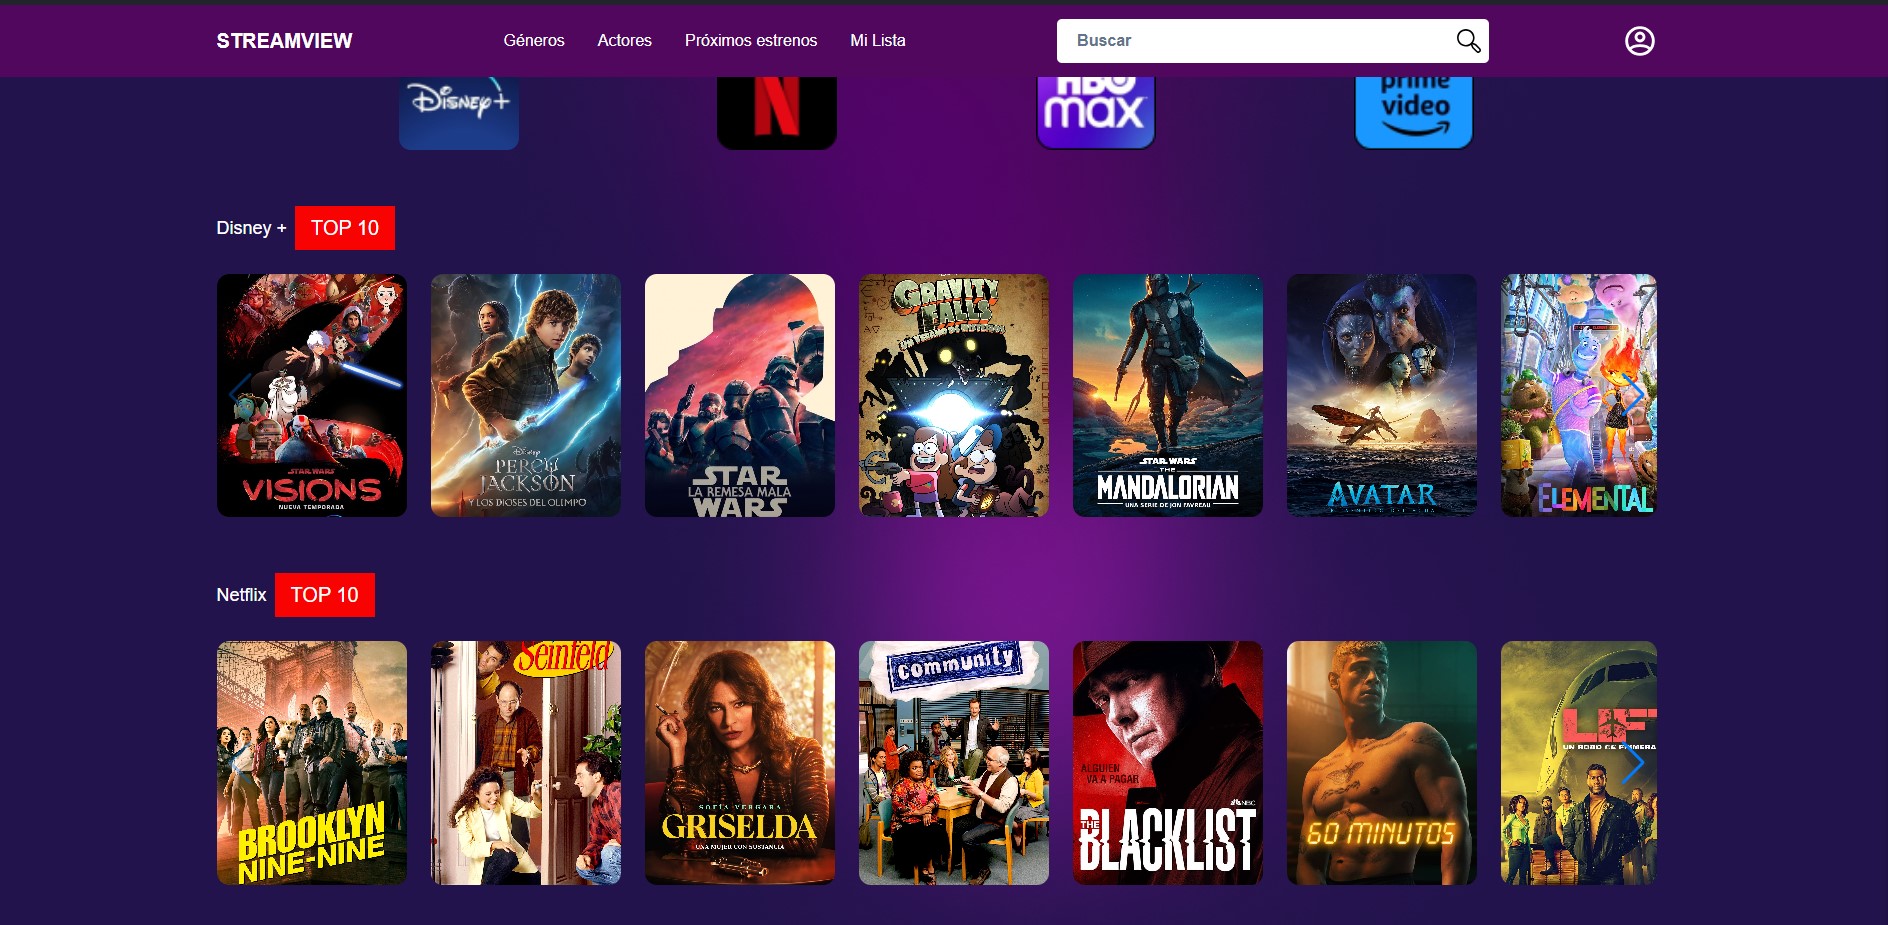 STREAMVIEW
Géneros Actores Próximos estrenos Mi Lista
Buscar
Disney+
N
HBO
max
prime
video
Disney + TOP 10
STAR WARS
VISIONS
NUEVA TEMPORADA
Disney
PERCY
JACKSON
Y LOS DIOSES DEL OLIMPO
STAR
LA REMESA MALA
WARS
GRAVITY
FALLS
UN VERANO DE MISTERIOS
STAR WARS
THE
MANDALORIAN
UNA SERIE DE JON FAVREAU
AVATAR
ELEMENTAL
Netflix TOP 10
BROOKLYN
NINE-NINE
Seinfeld
SOFÍA VERGARA
GRISELDA
UNA MUJER CON SUSTANCIA
community
ALGUIEN
VA A PAGAR
NBC
THE
BLACKLIST
60 MINUTOS
LIF
UN ROBO DE PRIMERA